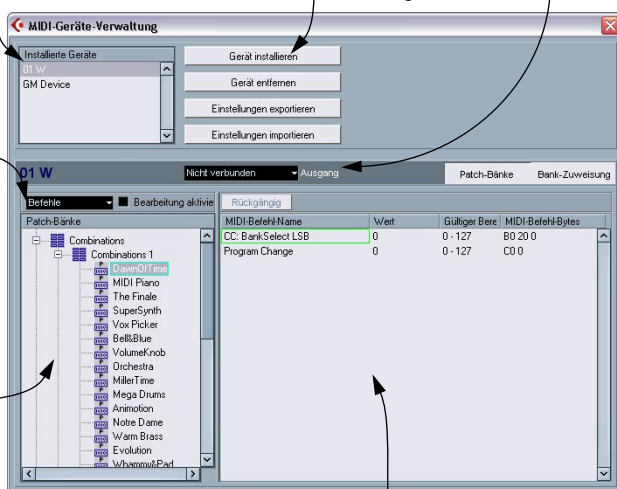 MIDI-Geräte-Verwaltung
Installierte Geräte
01 W
GM Device
Gerät installieren
Gerät entfernen
Einstellungen exportieren
Einstellungen importieren
01 W
Nicht verbunden
Ausgang
Patch-Bänke
Bank-Zuweisung
Befehle
Bearbeitung aktivie
Rückgängig
Patch-Bänke
MIDI-Befehl-Name Wert Gültiger Bere MIDI-Befehl-Bytes
CC: BankSelect LSB 0 0 - 127 B0 20 0
Program Change 0 0 - 127 C0 0
Combinations
Combinations 1
DawnOfTime
MIDI Piano
The Finale
SuperSynth
Vox Picker
Bell&Blue
VolumeKnob
Orchestra
MillerTime
Mega Drums
Animotion
Notre Dame
Warm Brass
Evolution
Whammy&Pad